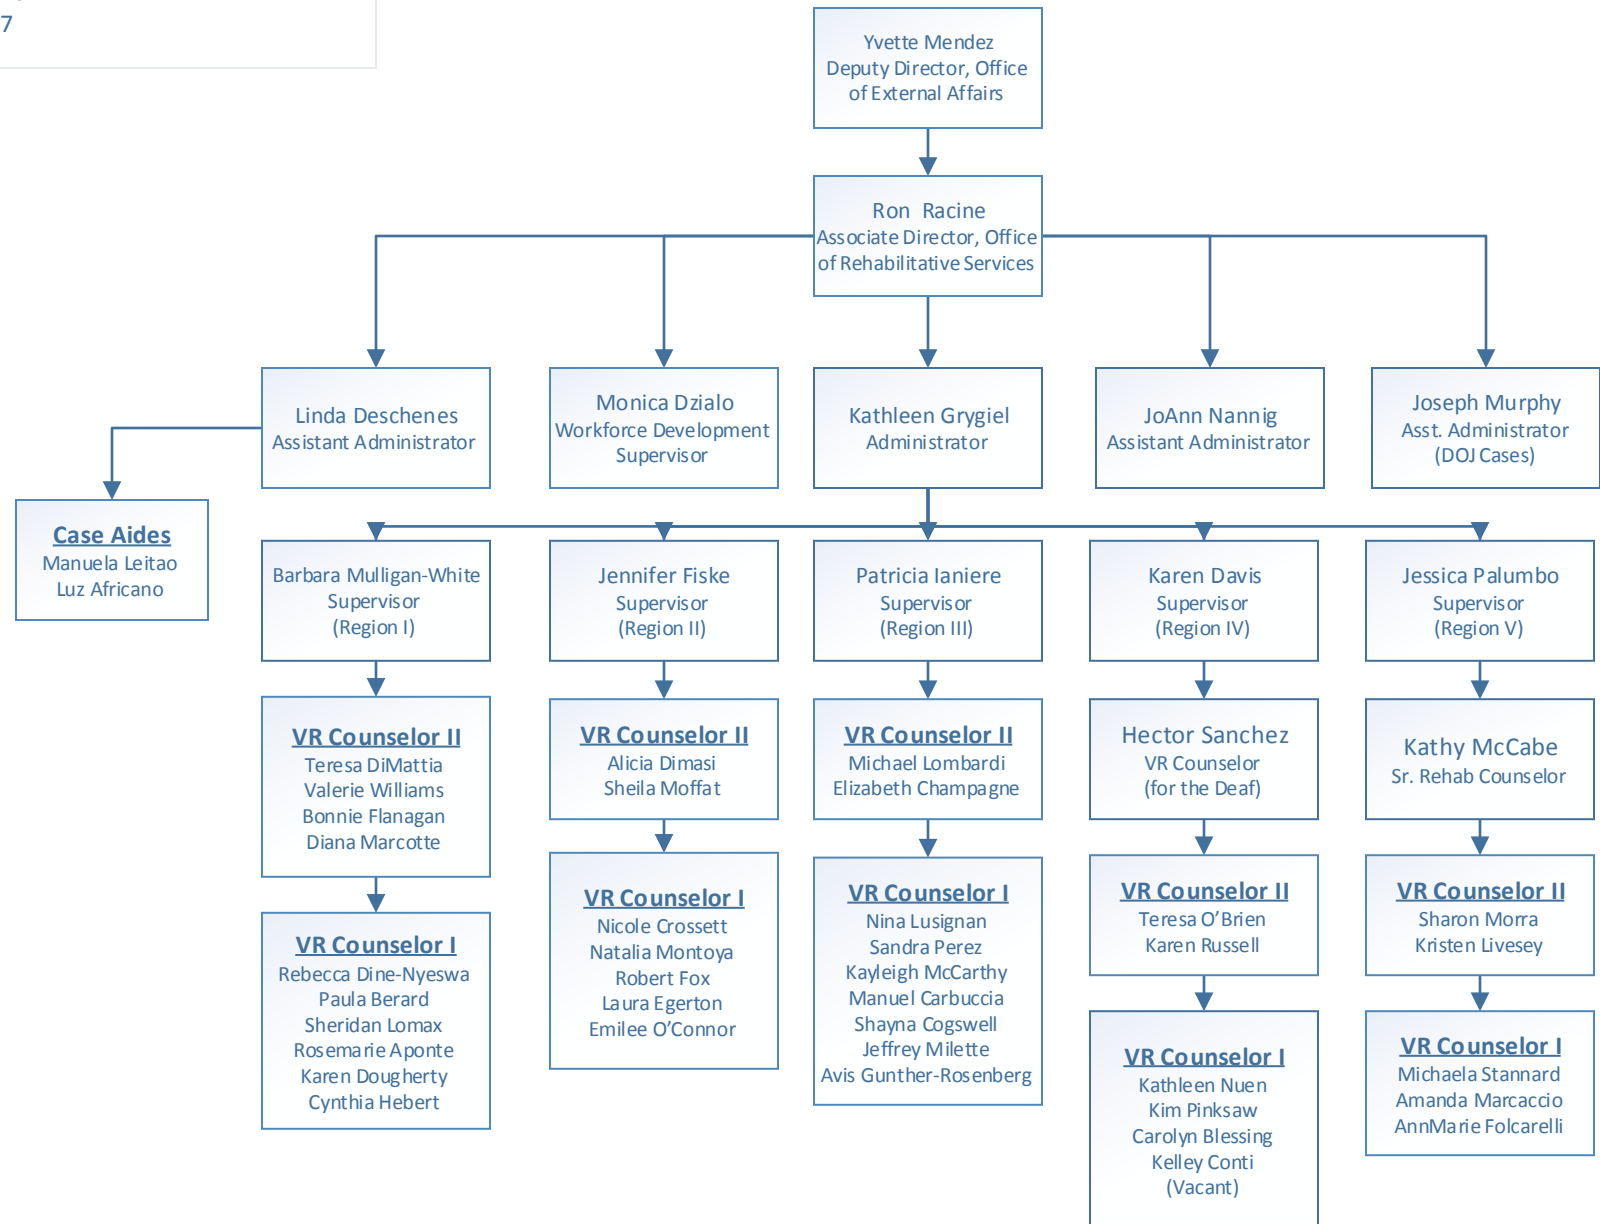 7
Yvette Mendez
Deputy Director, Office
of External Affairs
Ron Racine
Associate Director, Office
of Rehabilitative Services
Linda Deschenes
Assistant Administrator
Monica Dzialo
Workforce Development
Supervisor
Kathleen Grygiel
Administrator
JoAnn Nannig
Assistant Administrator
Joseph Murphy
Asst. Administrator
(DOJ Cases)
Case Aides
Manuela Leitao
Luz Africano
Barbara Mulligan-White
Supervisor
(Region I)
Jennifer Fiske
Supervisor
(Region II)
Patricia Ianiere
Supervisor
(Region III)
Karen Davis
Supervisor
(Region IV)
Jessica Palumbo
Supervisor
(Region V)
VR Counselor II
Teresa DiMattia
Valerie Williams
Bonnie Flanagan
Diana Marcotte
VR Counselor II
Alicia Dimasi
Sheila Moffat
VR Counselor II
Michael Lombardi
Elizabeth Champagne
Hector Sanchez
VR Counselor
(for the Deaf)
Kathy McCabe
Sr. Rehab Counselor
VR Counselor I
Rebecca Dine-Nyeswa
Paula Berard
Sheridan Lomax
Rosemarie Aponte
Karen Dougherty
Cynthia Hebert
VR Counselor I
Nicole Crossett
Natalia Montoya
Robert Fox
Laura Egerton
Emilee O’Connor
VR Counselor I
Nina Lusignan
Sandra Perez
Kayleigh McCarthy
Manuel Carbuccia
Shayna Cogswell
Jeffrey Milette
Avis Gunther-Rosenberg
VR Counselor II
Teresa O’Brien
Karen Russell
VR Counselor II
Sharon Morra
Kristen Livesey
VR Counselor I
Kathleen Nuen
Kim Pinksaw
Carolyn Blessing
Kelley Conti
(Vacant)
VR Counselor I
Michaela Stannard
Amanda Marcaccio
AnnMarie Folcarelli